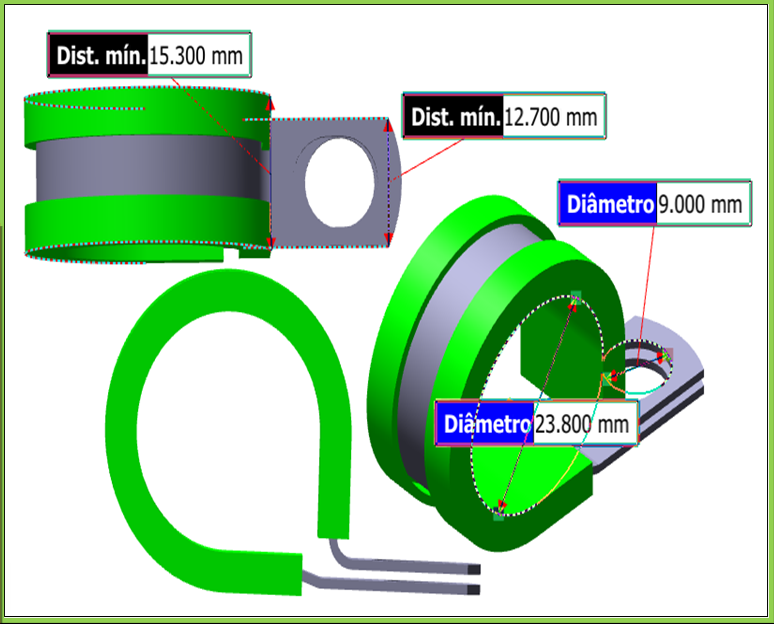 Dist. mín. 15.300 mm
Dist. mín. 12.700 mm
Diâmetro 9.000 mm
Diâmetro 23.800 mm